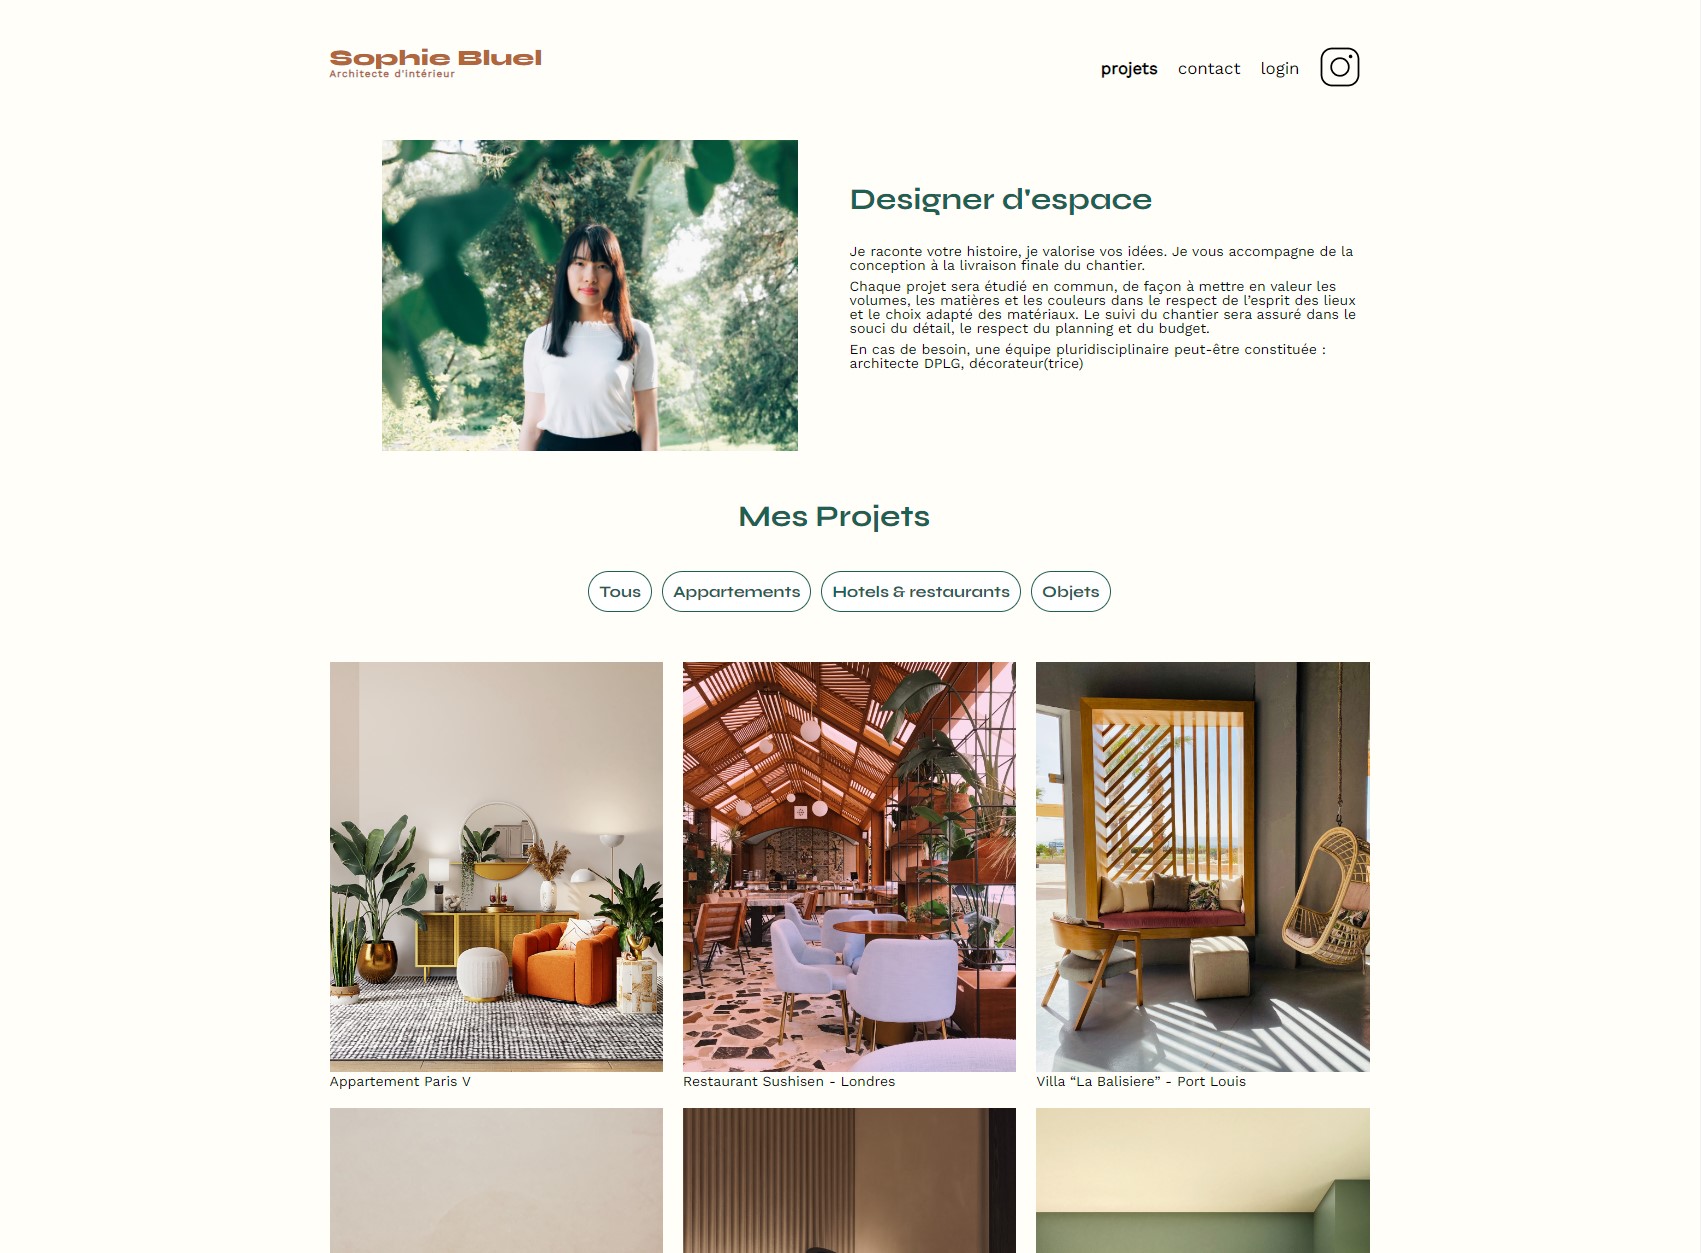 Sophie Bluel
Architecte d'intérieur
projets
contact
login
Designer d'espace
Je raconte votre histoire, je valorise vos idées. Je vous accompagne de la
conception à la livraison finale du chantier.
Chaque projet sera étudié en commun, de façon à mettre en valeur les
volumes, les matières et les couleurs dans le respect de l’esprit des lieux
et le choix adapté des matériaux. Le suivi du chantier sera assuré dans le
souci du détail, le respect du planning et du budget.
En cas de besoin, une équipe pluridisciplinaire peut-être constituée :
architecte DPLG, décorateur(trice)
Mes Projets
Tous
Appartements
Hotels & restaurants
Objets
Appartement Paris V
Restaurant Sushisen - Londres
Villa “La Balisiere” - Port Louis